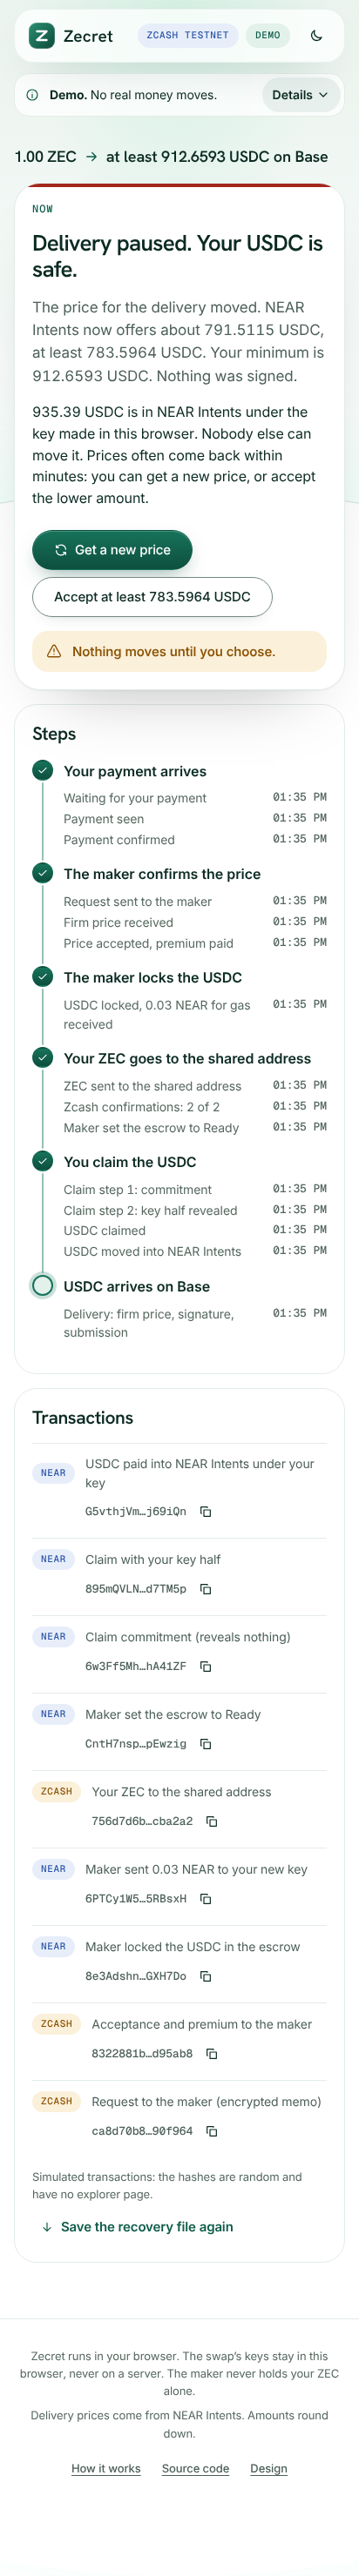 Zecret
ZCASH TESTNET
DEMO
Demo. No real money moves.
Details
1.00 ZEC → at least 912.6593 USDC on Base
NOW
Delivery paused. Your USDC is
safe.
The price for the delivery moved. NEAR
Intents now offers about 791.5115 USDC,
at least 783.5964 USDC. Your minimum is
912.6593 USDC. Nothing was signed.
935.39 USDC is in NEAR Intents under the
key made in this browser. Nobody else can
move it. Prices often come back within
minutes: you can get a new price, or accept
the lower amount.
Get a new price
Accept at least 783.5964 USDC
Nothing moves until you choose.
Steps
Your payment arrives
Waiting for your payment 01:35 PM
Payment seen 01:35 PM
Payment confirmed 01:35 PM
The maker confirms the price
Request sent to the maker 01:35 PM
Firm price received 01:35 PM
Price accepted, premium paid 01:35 PM
The maker locks the USDC
USDC locked, 0.03 NEAR for gas 01:35 PM
received
Your ZEC goes to the shared address
ZEC sent to the shared address 01:35 PM
Zcash confirmations: 2 of 2 01:35 PM
Maker set the escrow to Ready 01:35 PM
You claim the USDC
Claim step 1: commitment 01:35 PM
Claim step 2: key half revealed 01:35 PM
USDC claimed 01:35 PM
USDC moved into NEAR Intents 01:35 PM
USDC arrives on Base
Delivery: firm price, signature, 01:35 PM
submission
Transactions
NEAR USDC paid into NEAR Intents under your
key
G5vthjVm…j69iQn
NEAR Claim with your key half
895mQVLN…d7TM5p
NEAR Claim commitment (reveals nothing)
6w3Ff5Mh…hA41ZF
NEAR Maker set the escrow to Ready
CntH7nsp…pEwzig
ZCASH Your ZEC to the shared address
756d7d6b…cba2a2
NEAR Maker sent 0.03 NEAR to your new key
6PTCy1W5…5RBsxH
NEAR Maker locked the USDC in the escrow
8e3Adshn…GXH7Do
ZCASH Acceptance and premium to the maker
8322881b…d95ab8
ZCASH Request to the maker (encrypted memo)
ca8d70b8…90f964
Simulated transactions: the hashes are random and
have no explorer page.
Save the recovery file again
Zecret runs in your browser. The swap's keys stay in this
browser, never on a server. The maker never holds your ZEC
alone.
Delivery prices come from NEAR Intents. Amounts round
down.
How it works Source code Design